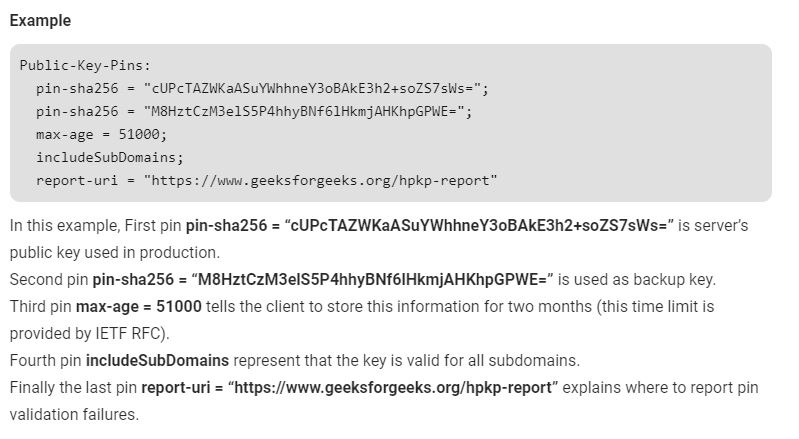 Example
Public-Key-Pins:
pin-sha256 = "cUPcTAZWKaASuYWhhneY3oBAkE3h2+soZS7sWs=";
pin-sha256 = "M8HztCzM3elS5P4hhyBNf6lHkmjAHKhpGPWE=";
max-age = 51000;
includeSubDomains;
report-uri = "https://www.geeksforgeeks.org/hpkp-report"
In this example, First pin pin-sha256 = “cUPcTAZWKaASuYWhhneY3oBAkE3h2+soZS7sWs=” is server’s
public key used in production.
Second pin pin-sha256 = “M8HztCzM3elS5P4hhyBNf6lHkmjAHKhpGPWE=” is used as backup key.
Third pin max-age = 51000 tells the client to store this information for two months (this time limit is
provided by IETF RFC).
Fourth pin includeSubDomains represent that the key is valid for all subdomains.
Finally the last pin report-uri = “https://www.geeksforgeeks.org/hpkp-report” explains where to report pin
validation failures.